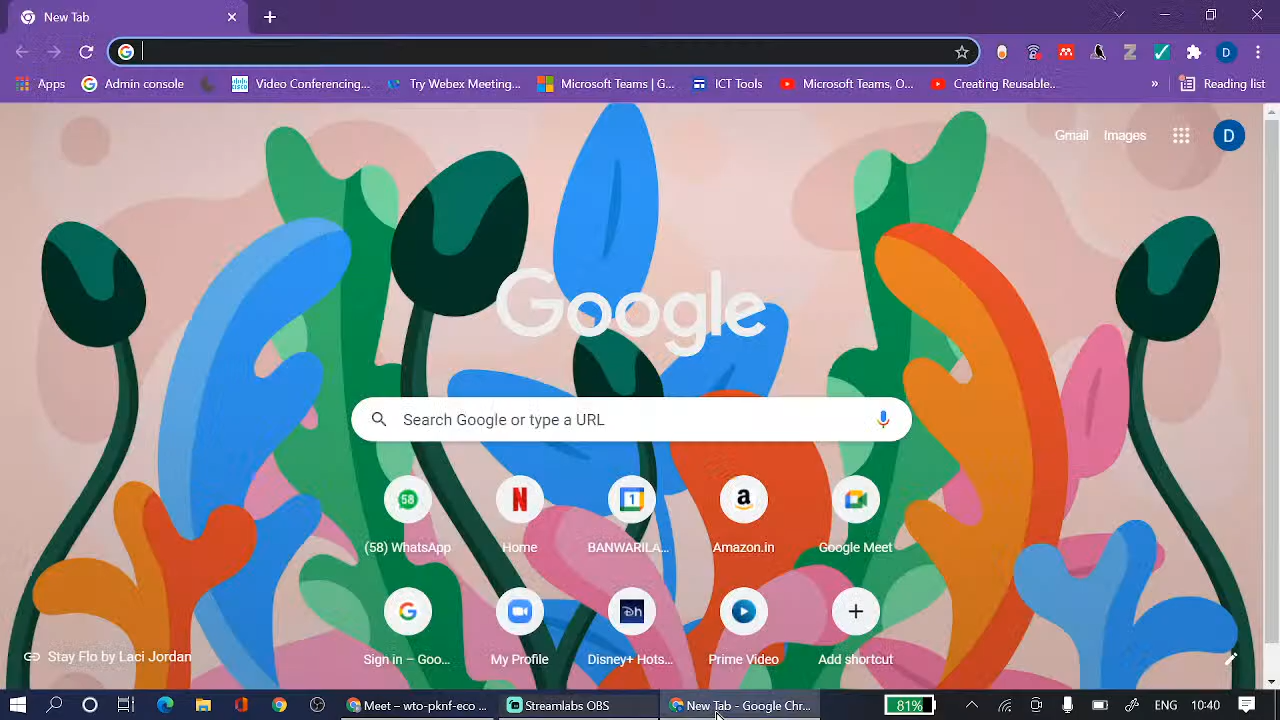 New Tab
Apps
Admin console
Video Conferencing...
Try Webex Meeting...
Microsoft Teams | G...
ICT Tools
Microsoft Teams, O...
Creating Reusable...
»
Reading list
Gmail
Images
D
Google
Search Google or type a URL
(58) WhatsApp
Home
BANWARILA...
Amazon.in
Google Meet
Sign in – Goo...
My Profile
Disney+ Hots...
Prime Video
Add shortcut
Stay Flo by Laci Jordan
Meet – wto-pknf-eco ...
Streamlabs OBS
New Tab - Google Chr...
81%
ENG
10:40